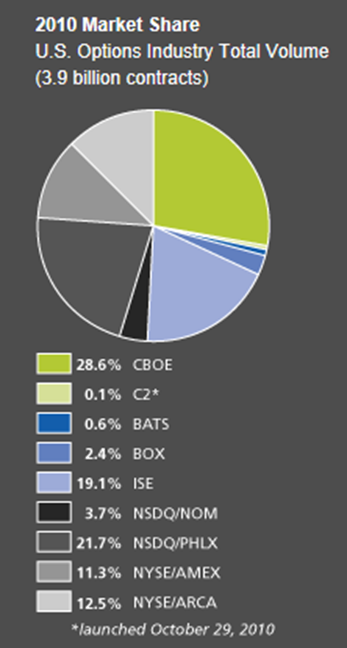 2010 Market Share
U.S. Options Industry Total Volume
(3.9 billion contracts)
28.6% CBOE
0.1% C2*
0.6% BATS
2.4% BOX
19.1% ISE
3.7% NSDQ/NOM
21.7% NSDQ/PHLX
11.3% NYSE/AMEX
12.5% NYSE/ARCA
*launched October 29, 2010